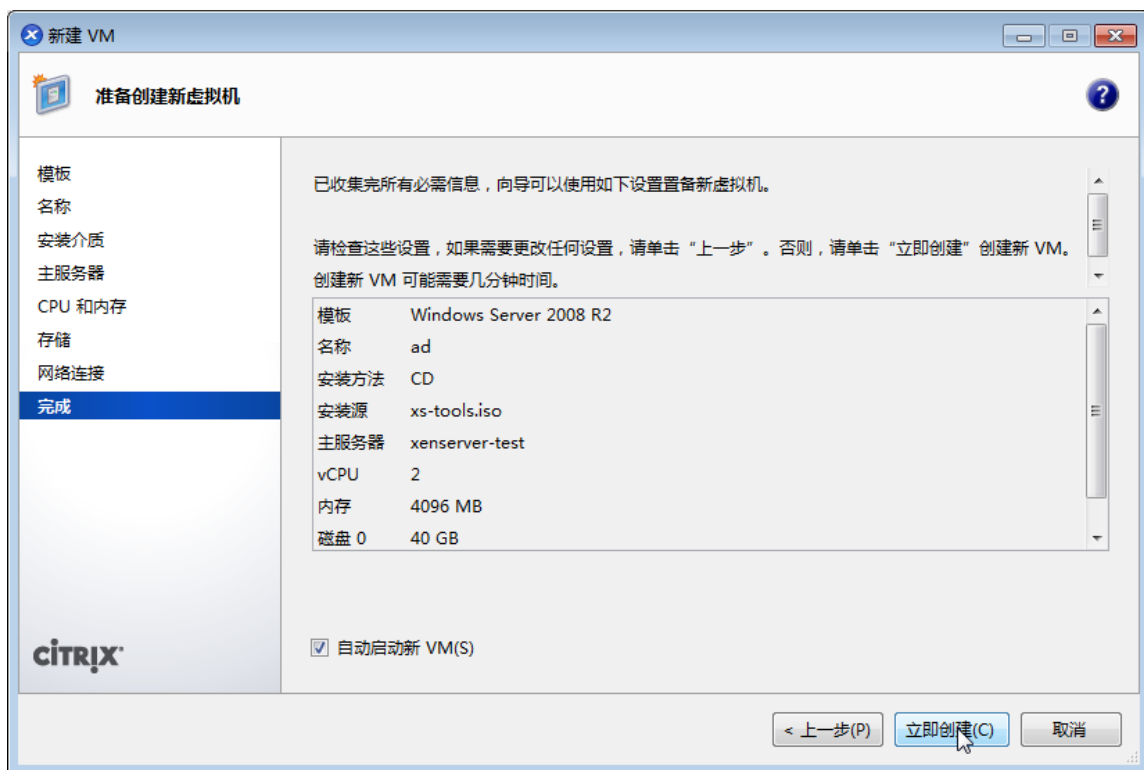 新建 VM
准备创建新虚拟机
?
模板
名称
安装介质
主服务器
CPU 和内存
存储
网络连接
完成
CITRIX
已收集完所有必需信息，向导可以使用如下设置置备新虚拟机。
请检查这些设置，如果需要更改任何设置，请单击“上一步”。否则，请单击“立即创建”创建新 VM。
创建新 VM 可能需要几分钟时间。
模板 Windows Server 2008 R2
名称 ad
安装方法 CD
安装源 xs-tools.iso
主服务器 xenserver-test
vCPU 2
内存 4096 MB
磁盘 0 40 GB
自动启动新 VM(S)
< 上一步(P) 立即创建(C) 取消